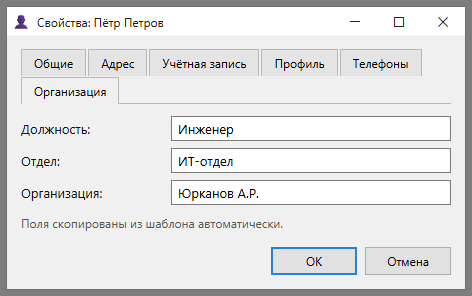 Свойства: Пётр Петров
Общие Адрес Учётная запись Профиль Телефоны
Организация
Должность: Инженер
Отдел: ИТ-отдел
Организация: Юрканов А.Р.
Поля скопированы из шаблона автоматически.
OK Отмена